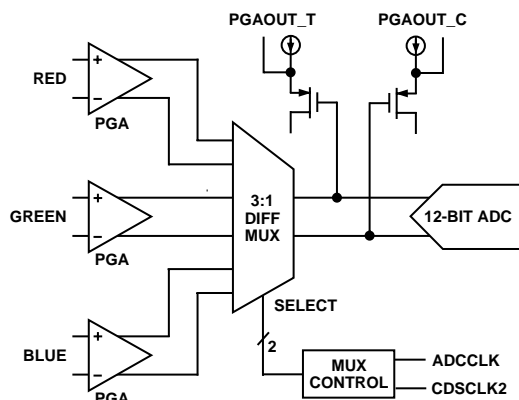 PGAOUT_T
PGAOUT_C
+
RED
−
PGA
+
GREEN
−
PGA
3:1
DIFF
MUX
12-BIT ADC
SELECT
+
BLUE
−
PGA
2
MUX
CONTROL
ADCCLK
CDSCLK2